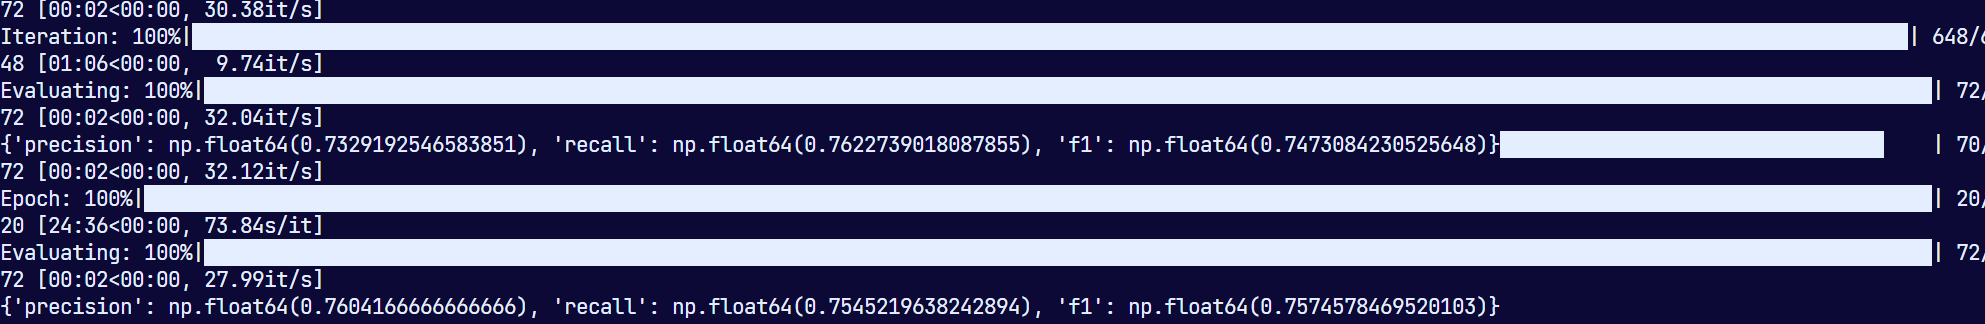 72 [00:02<00:00, 30.38it/s]
Iteration: 100%| | 648/6
48 [01:06<00:00,  9.74it/s]
Evaluating: 100%| | 72/
72 [00:02<00:00, 32.04it/s]
{'precision': np.float64(0.7329192546583851), 'recall': np.float64(0.7622739018087855), 'f1': np.float64(0.7473084230525648)} | 70/
72 [00:02<00:00, 32.12it/s]
Epoch: 100%| | 20/
20 [24:36<00:00, 73.84s/it]
Evaluating: 100%| | 72/
72 [00:02<00:00, 27.99it/s]
{'precision': np.float64(0.7604166666666666), 'recall': np.float64(0.7545219638242894), 'f1': np.float64(0.7574578469520103)}